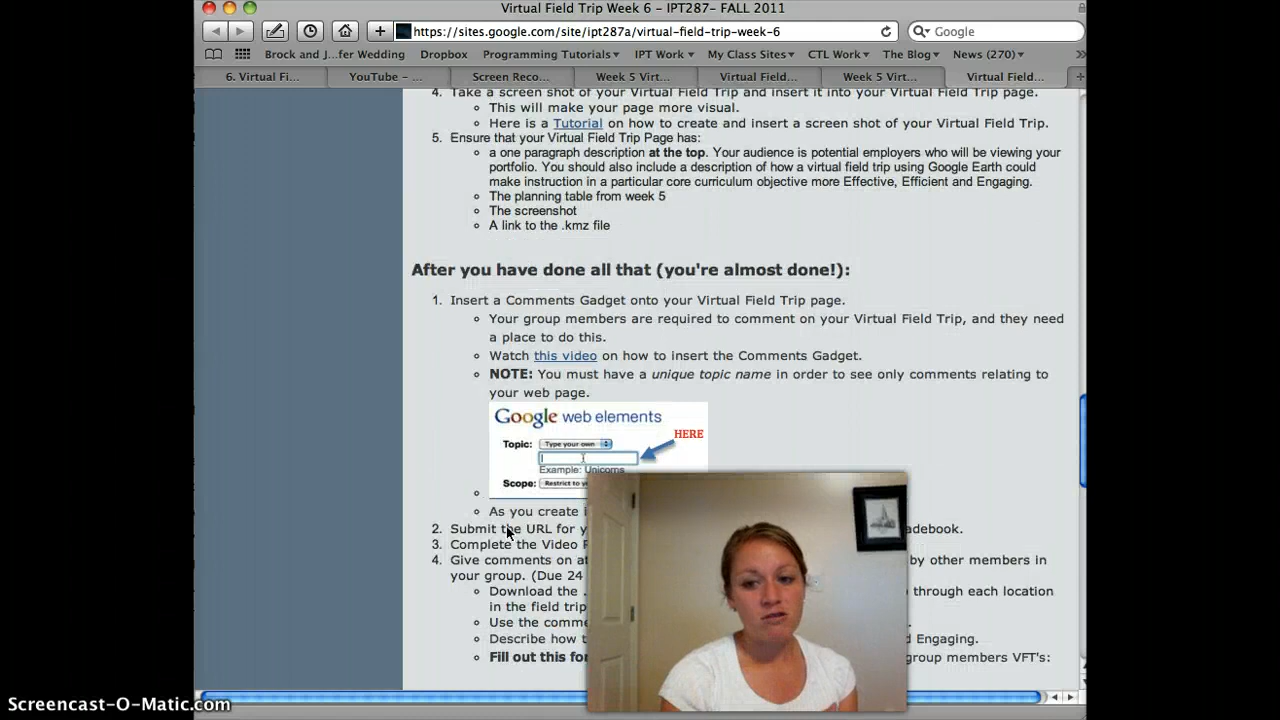 Virtual Field Trip Week 6 – IPT287– FALL 2011
https://sites.google.com/site/ipt287a/virtual-field-trip-week-6
Google
Brock and J...fer Wedding Dropbox Programming Tutorials IPT Work My Class Sites CTL Work The Blog News (270)
6. Virtual Fi... YouTube – ... Screen Reco... Week 5 Virt... Virtual Field... Week 5 Virt... Virtual Field...
4. Take a screen shot of your Virtual Field Trip and insert it into your Virtual Field Trip page.
This will make your page more visual.
Here is a Tutorial on how to create and insert a screen shot of your Virtual Field Trip.
5. Ensure that your Virtual Field Trip Page has:
a one paragraph description at the top. Your audience is potential employers who will be viewing your
portfolio. You should also include a description of how a virtual field trip using Google Earth could
make instruction in a particular core curriculum objective more Effective, Efficient and Engaging.
The planning table from week 5
The screenshot
A link to the .kmz file
After you have done all that (you're almost done!):
1. Insert a Comments Gadget onto your Virtual Field Trip page.
Your group members are required to comment on your Virtual Field Trip, and they need
a place to do this.
Watch this video on how to insert the Comments Gadget.
NOTE: You must have a unique topic name in order to see only comments relating to
your web page.
Google web elements
HERE
Topic: Type your own
Example: Unicorns
Scope: Restrict to
As you create
2. Submit the URL for adebook.
3. Complete the Video
4. Give comments on by other members in
your group. (Due 24
Download the through each location
in the field trip
Use the
Describe how Engaging.
Fill out this group members VFT's:
Screencast-O-Matic.com